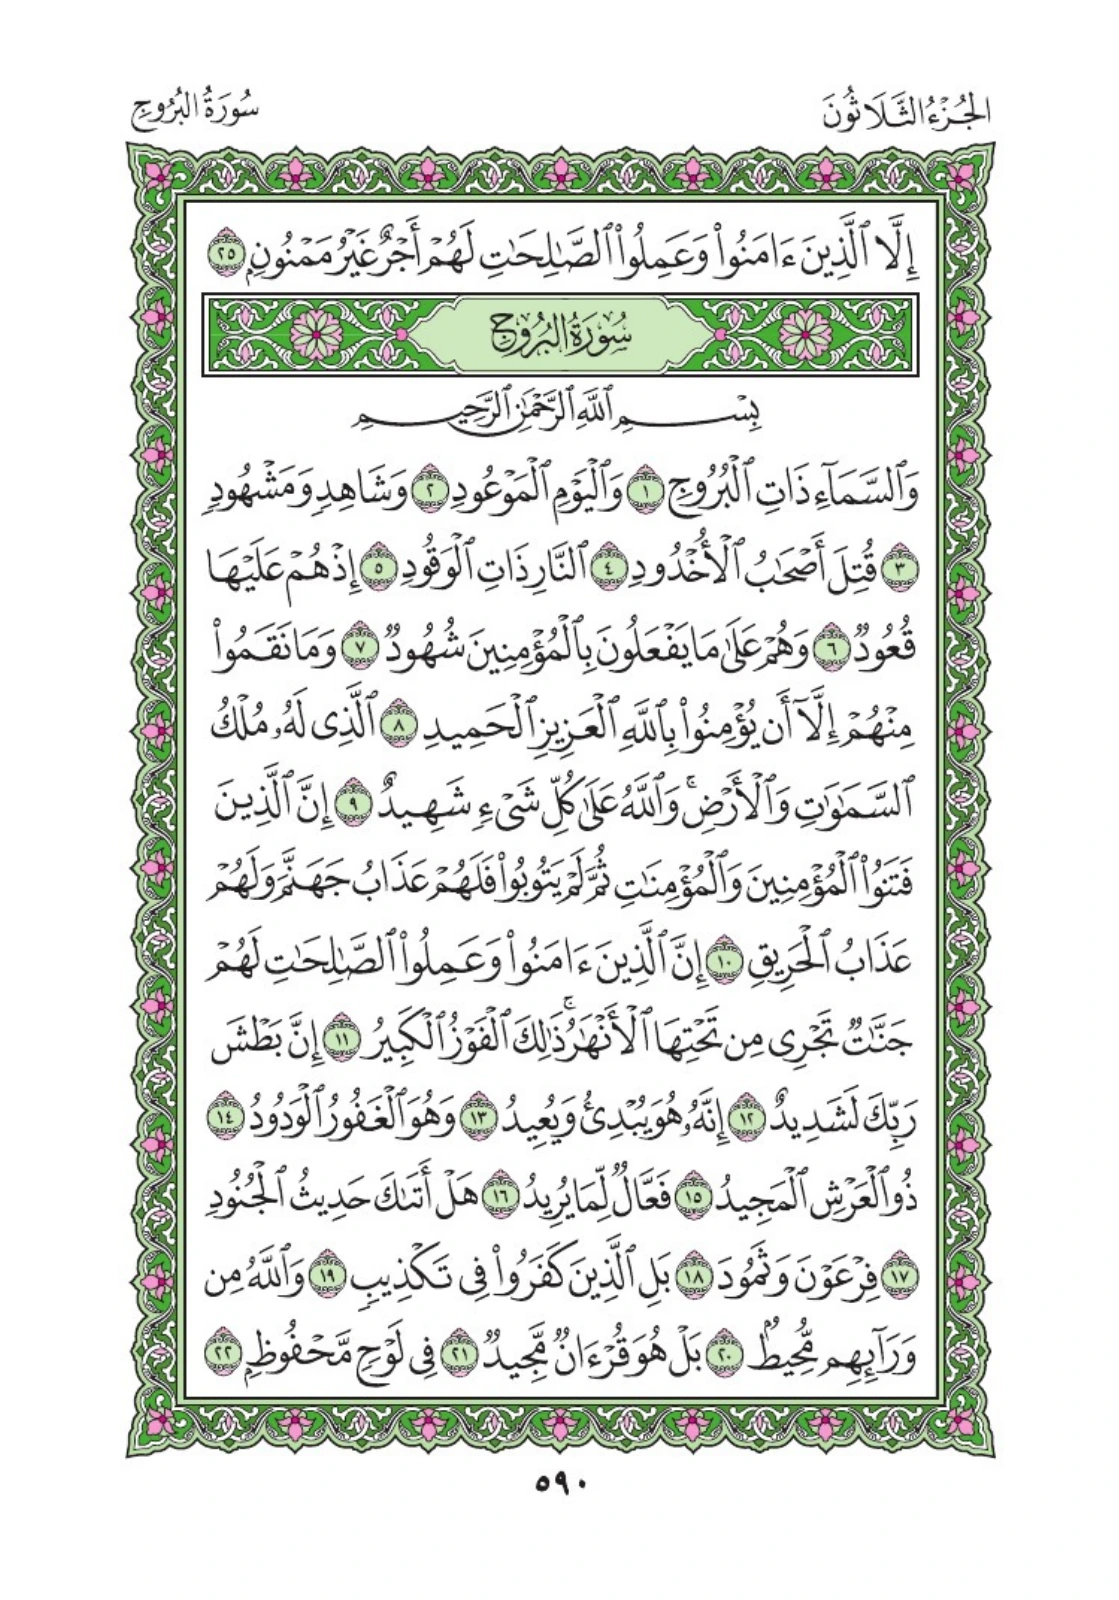 الجُزْءُ الثَّلَاثُونَ
سُورَةُ البُرُوجِ
إِلَّا ٱلَّذِينَ ءَامَنُوا۟ وَعَمِلُوا۟ ٱلصَّـٰلِحَـٰتِ لَهُمْ أَجْرٌ غَيْرُ مَمْنُونٍۭ ٢٥
سُورَةُ البُرُوجِ
بِسْمِ ٱللَّهِ ٱلرَّحْمَـٰنِ ٱلرَّحِيمِ
وَٱلسَّمَآءِ ذَاتِ ٱلْبُرُوجِ ١ وَٱلْيَوْمِ ٱلْمَوْعُودِ ٢ وَشَاهِدٍ وَمَشْهُودٍ
٣ قُتِلَ أَصْحَـٰبُ ٱلْأُخْدُودِ ٤ ٱلنَّارِ ذَاتِ ٱلْوَقُودِ ٥ إِذْ هُمْ عَلَيْهَا
قُعُودٌ ٦ وَهُمْ عَلَىٰ مَا يَفْعَلُونَ بِٱلْمُؤْمِنِينَ شُهُودٌ ٧ وَمَا نَقَمُوا۟
مِنْهُمْ إِلَّآ أَن يُؤْمِنُوا۟ بِٱللَّهِ ٱلْعَزِيزِ ٱلْحَمِيدِ ٨ ٱلَّذِى لَهُۥ مُلْكُ
ٱلسَّمَـٰوَٰتِ وَٱلْأَرْضِ ۚ وَٱللَّهُ عَلَىٰ كُلِّ شَىْءٍ شَهِيدٌ ٩ إِنَّ ٱلَّذِينَ
فَتَنُوا۟ ٱلْمُؤْمِنِينَ وَٱلْمُؤْمِنَـٰتِ ثُمَّ لَمْ يَتُوبُوا۟ فَلَهُمْ عَذَابُ جَهَنَّمَ وَلَهُمْ
عَذَابُ ٱلْحَرِيقِ ١٠ إِنَّ ٱلَّذِينَ ءَامَنُوا۟ وَعَمِلُوا۟ ٱلصَّـٰلِحَـٰتِ لَهُمْ
جَنَّـٰتٌ تَجْرِى مِن تَحْتِهَا ٱلْأَنْهَـٰرُ ۚ ذَٰلِكَ ٱلْفَوْزُ ٱلْكَبِيرُ ١١ إِنَّ بَطْشَ
رَبِّكَ لَشَدِيدٌ ١٢ إِنَّهُۥ هُوَ يُبْدِئُ وَيُعِيدُ ١٣ وَهُوَ ٱلْغَفُورُ ٱلْوَدُودُ ١٤
ذُو ٱلْعَرْشِ ٱلْمَجِيدُ ١٥ فَعَّالٌ لِّمَا يُرِيدُ ١٦ هَلْ أَتَىٰكَ حَدِيثُ ٱلْجُنُودِ
١٧ فِرْعَوْنَ وَثَمُودَ ١٨ بَلِ ٱلَّذِينَ كَفَرُوا۟ فِى تَكْذِيبٍ ١٩ وَٱللَّهُ مِن
وَرَآئِهِم مُّحِيطٌۢ ٢٠ بَلْ هُوَ قُرْءَانٌ مَّجِيدٌ ٢١ فِى لَوْحٍ مَّحْفُوظٍۭ ٢٢
٥٩٠